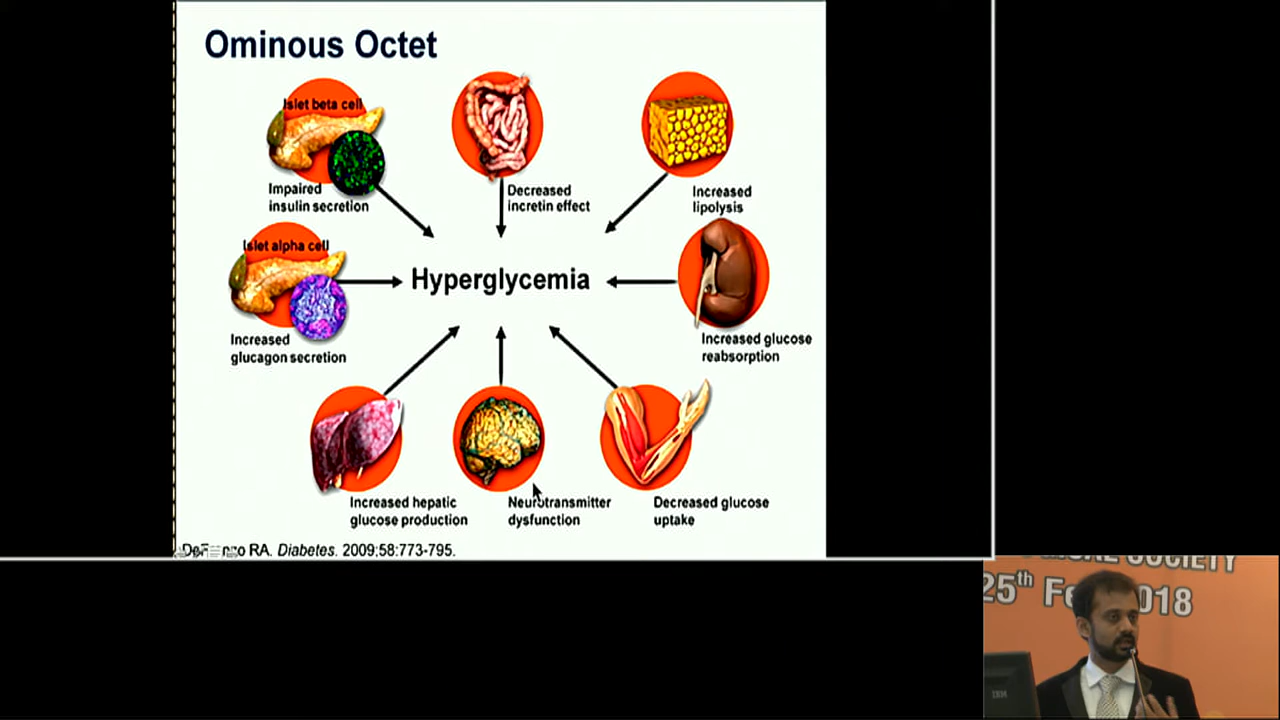 Ominous Octet
Islet beta cell
Impaired
insulin secretion
Decreased
incretin effect
Increased
lipolysis
Islet alpha cell
Increased
glucagon secretion
Hyperglycemia
Increased glucose
reabsorption
Increased hepatic
glucose production
Neurotransmitter
dysfunction
Decreased glucose
uptake
RA. Diabetes. 2009;58:773-795.
SOCIETY
25th 2018
IBM